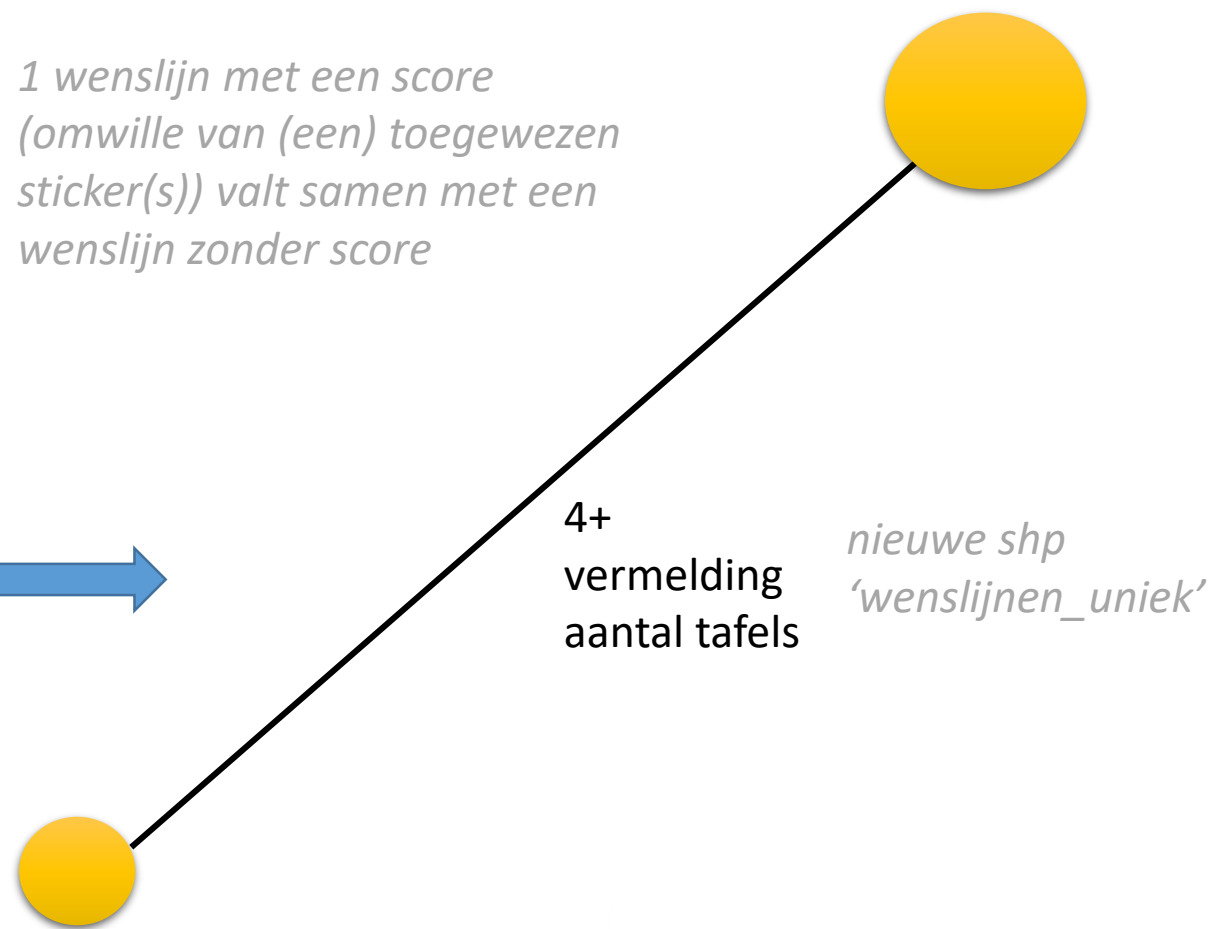 1 wenslijn met een score
(omwille van (een) toegewezen
sticker(s)) valt samen met een
wenslijn zonder score
4+
vermelding
aantal tafels
nieuwe shp
‘wenslijnen_uniek’